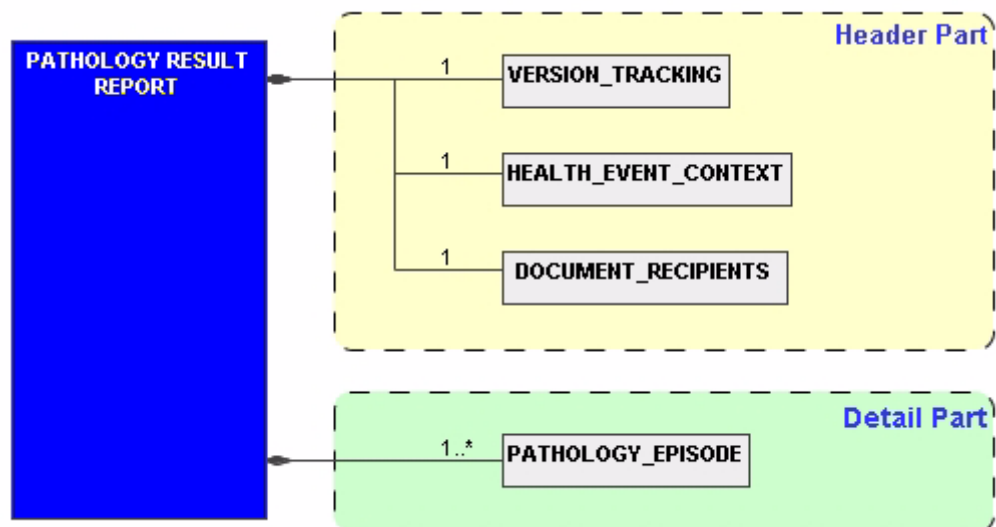 PATHOLOGY RESULT
REPORT
Header Part
1
VERSION_TRACKING
1
HEALTH_EVENT_CONTEXT
1
DOCUMENT_RECIPIENTS
Detail Part
1..*
PATHOLOGY_EPISODE